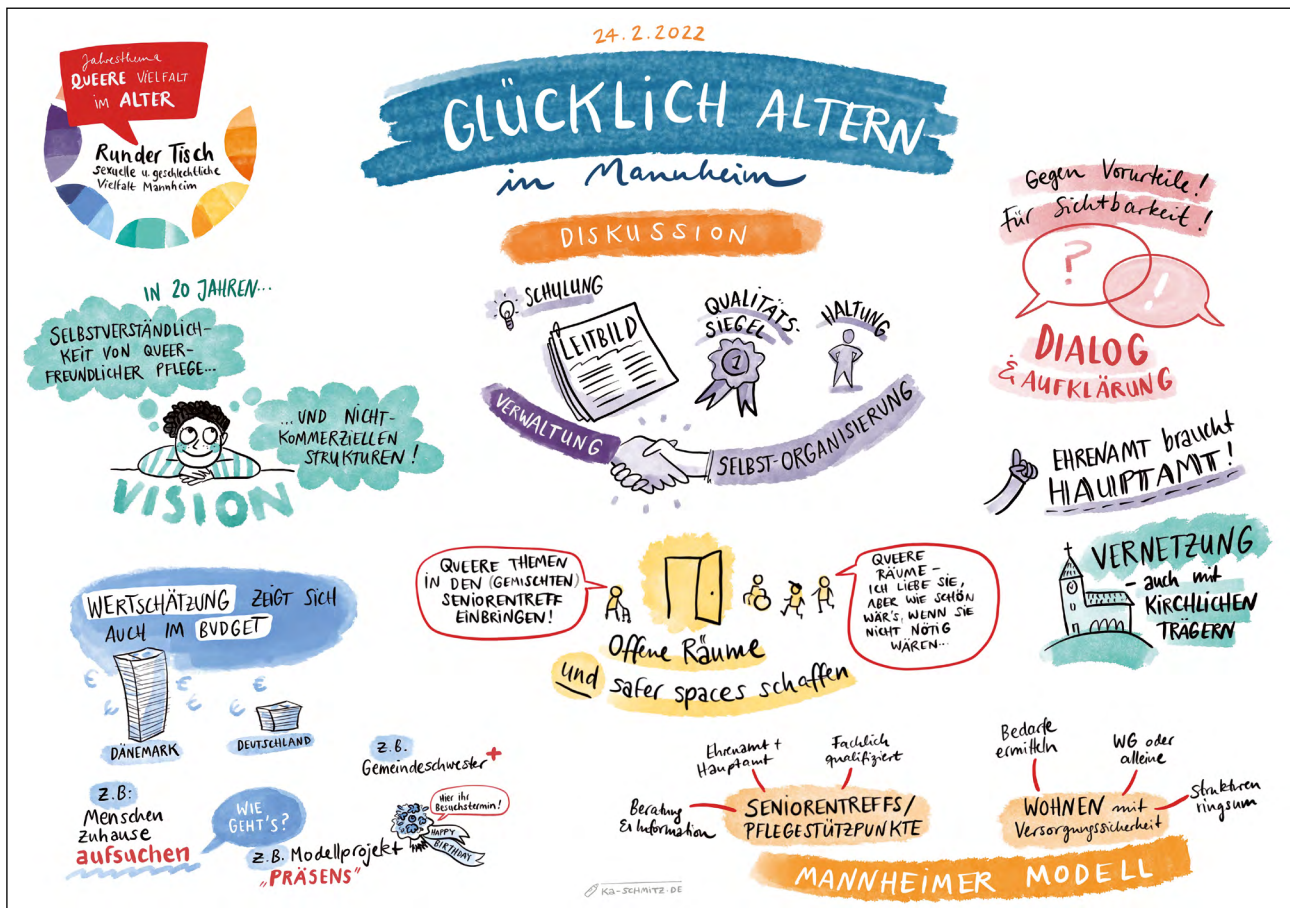 24.2.2022
GLÜCKLICH ALTERN
in Mannheim
Jahresthema
QUEERE VIELFALT
IM ALTER
Runder Tisch
sexuelle u. geschlechtliche
Vielfalt Mannheim
DISKUSSION
Gegen Vorurteile!
Für Sichtbarkeit!
?
!
DIALOG
& AUFKLÄRUNG
IN 20 JAHREN...
SELBSTVERSTÄNDLICH-
KEIT VON QUEER-
FREUNDLICHER PFLEGE...
...UND NICHT-
KOMMERZIELLEN
STRUKTUREN!
VISION
SCHULUNG
LEITBILD
QUALITÄTS-
SIEGEL
1
HALTUNG
VERWALTUNG
SELBST-ORGANISIERUNG
EHRENAMT braucht
HAUPTAMT!
VERNETZUNG
- auch mit
KIRCHLICHEN
TRÄGERN
QUEERE THEMEN
IN DEN (GEMISCHTEN)
SENIORENTREFF
EINBRINGEN!
QUEERE
RÄUME -
ICH LIEBE SIE,
ABER WIE SCHÖN
WÄR'S, WENN SIE
NICHT NÖTIG
WÄREN...
Offene Räume
und safer spaces schaffen
WERTSCHÄTZUNG ZEIGT SICH
AUCH IM BUDGET
€ € € € € €
DÄNEMARK
DEUTSCHLAND
z.B:
Menschen
zuhause
aufsuchen
WIE
GEHT'S?
z.B.
Gemeindeschwester+
Hier ihr
Besuchstermin!
HAPPY
BIRTHDAY
z.B. Modellprojekt
„PRÄSENS"
Ehrenamt +
Hauptamt
Fachlich
qualifiziert
Beratung
& Information
SENIORENTREFFS/
PFLEGESTÜTZPUNKTE
Bedarfe
ermitteln
WG oder
alleine
Strukturen
ringsum
WOHNEN mit
Versorgungssicherheit
MANNHEIMER MODELL
KA-SCHMITZ.DE